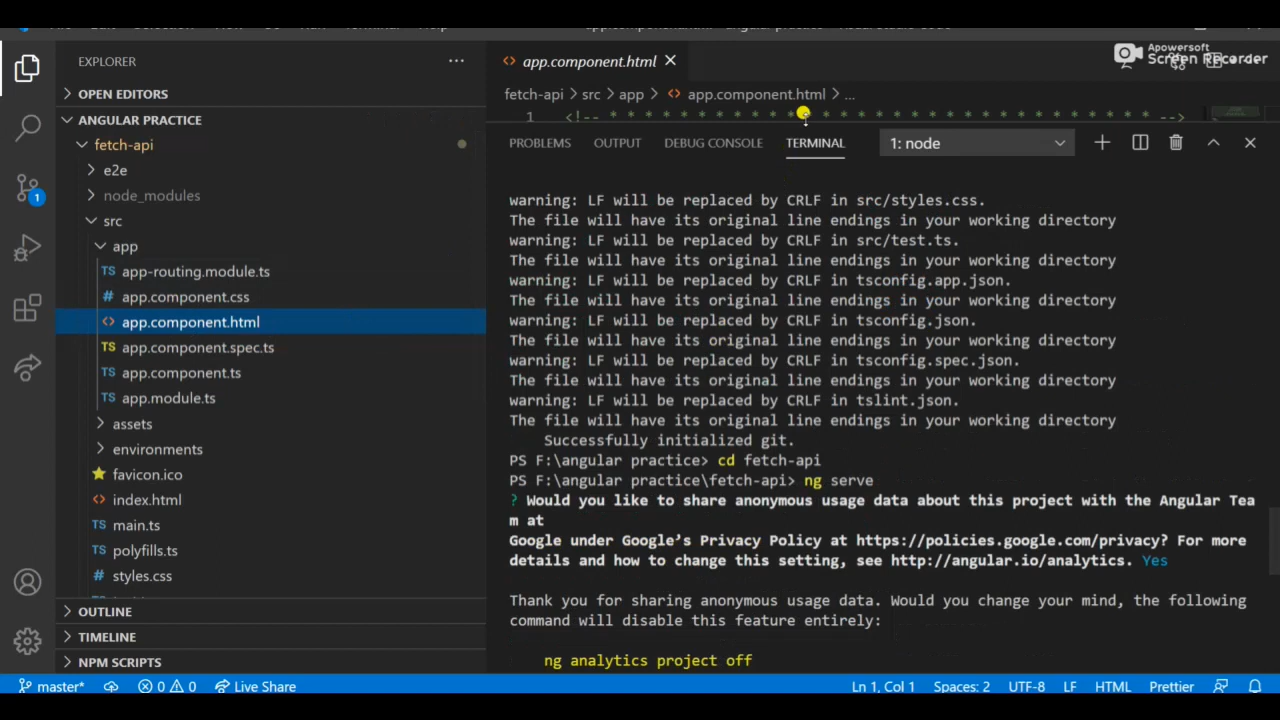 Apowersoft
Screen Recorder
EXPLORER
app.component.html
OPEN EDITORS
fetch-api > src > app > app.component.html > ...
ANGULAR PRACTICE
1 <!-- * * * * * * * * * * * * * * * * * * * * * * * * * * * * * * * -->
fetch-api
PROBLEMS OUTPUT DEBUG CONSOLE TERMINAL 1: node
e2e
node_modules
src
app
app-routing.module.ts
app.component.css
app.component.html
app.component.spec.ts
app.component.ts
app.module.ts
assets
environments
favicon.ico
index.html
main.ts
polyfills.ts
styles.css
OUTLINE
TIMELINE
NPM SCRIPTS
1
warning: LF will be replaced by CRLF in src/styles.css.
The file will have its original line endings in your working directory
warning: LF will be replaced by CRLF in src/test.ts.
The file will have its original line endings in your working directory
warning: LF will be replaced by CRLF in tsconfig.app.json.
The file will have its original line endings in your working directory
warning: LF will be replaced by CRLF in tsconfig.json.
The file will have its original line endings in your working directory
warning: LF will be replaced by CRLF in tsconfig.spec.json.
The file will have its original line endings in your working directory
warning: LF will be replaced by CRLF in tslint.json.
The file will have its original line endings in your working directory
Successfully initialized git.
PS F:\angular practice> cd fetch-api
PS F:\angular practice\fetch-api> ng serve
? Would you like to share anonymous usage data about this project with the Angular Tea
m at
Google under Google’s Privacy Policy at https://policies.google.com/privacy? For more
details and how to change this setting, see http://angular.io/analytics. Yes
Thank you for sharing anonymous usage data. Would you change your mind, the following
command will disable this feature entirely:
ng analytics project off
master* 0 0 Live Share Ln 1, Col 1 Spaces: 2 UTF-8 LF HTML Prettier